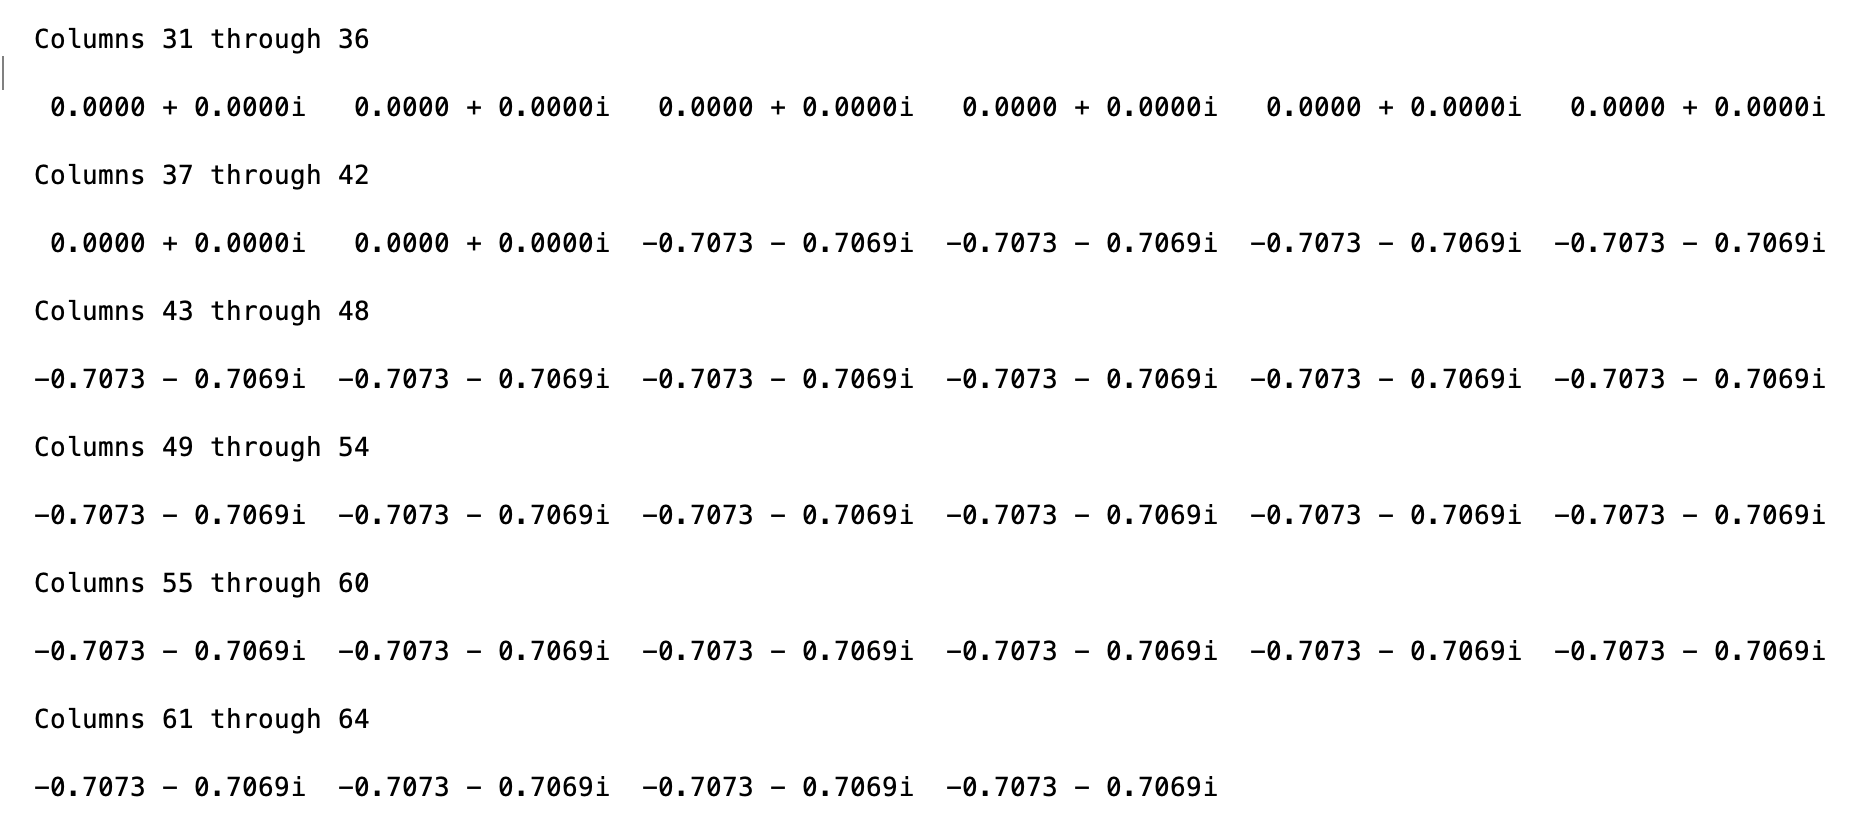 Columns 31 through 36
0.0000 + 0.0000i   0.0000 + 0.0000i   0.0000 + 0.0000i   0.0000 + 0.0000i   0.0000 + 0.0000i   0.0000 + 0.0000i
Columns 37 through 42
0.0000 + 0.0000i   0.0000 + 0.0000i  -0.7073 - 0.7069i  -0.7073 - 0.7069i  -0.7073 - 0.7069i  -0.7073 - 0.7069i
Columns 43 through 48
-0.7073 - 0.7069i  -0.7073 - 0.7069i  -0.7073 - 0.7069i  -0.7073 - 0.7069i  -0.7073 - 0.7069i  -0.7073 - 0.7069i
Columns 49 through 54
-0.7073 - 0.7069i  -0.7073 - 0.7069i  -0.7073 - 0.7069i  -0.7073 - 0.7069i  -0.7073 - 0.7069i  -0.7073 - 0.7069i
Columns 55 through 60
-0.7073 - 0.7069i  -0.7073 - 0.7069i  -0.7073 - 0.7069i  -0.7073 - 0.7069i  -0.7073 - 0.7069i  -0.7073 - 0.7069i
Columns 61 through 64
-0.7073 - 0.7069i  -0.7073 - 0.7069i  -0.7073 - 0.7069i  -0.7073 - 0.7069i